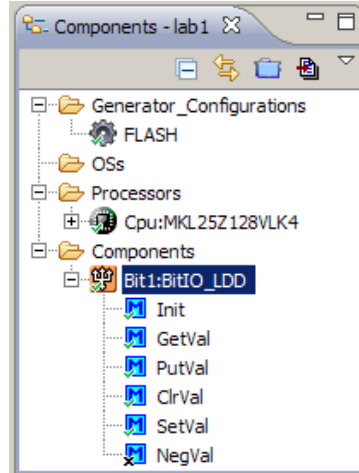 Components - lab1
Generator_Configurations
FLASH
OSs
Processors
Cpu:MKL25Z128VLK4
Components
Bit1:BitIO_LDD
Init
GetVal
PutVal
ClrVal
SetVal
NegVal